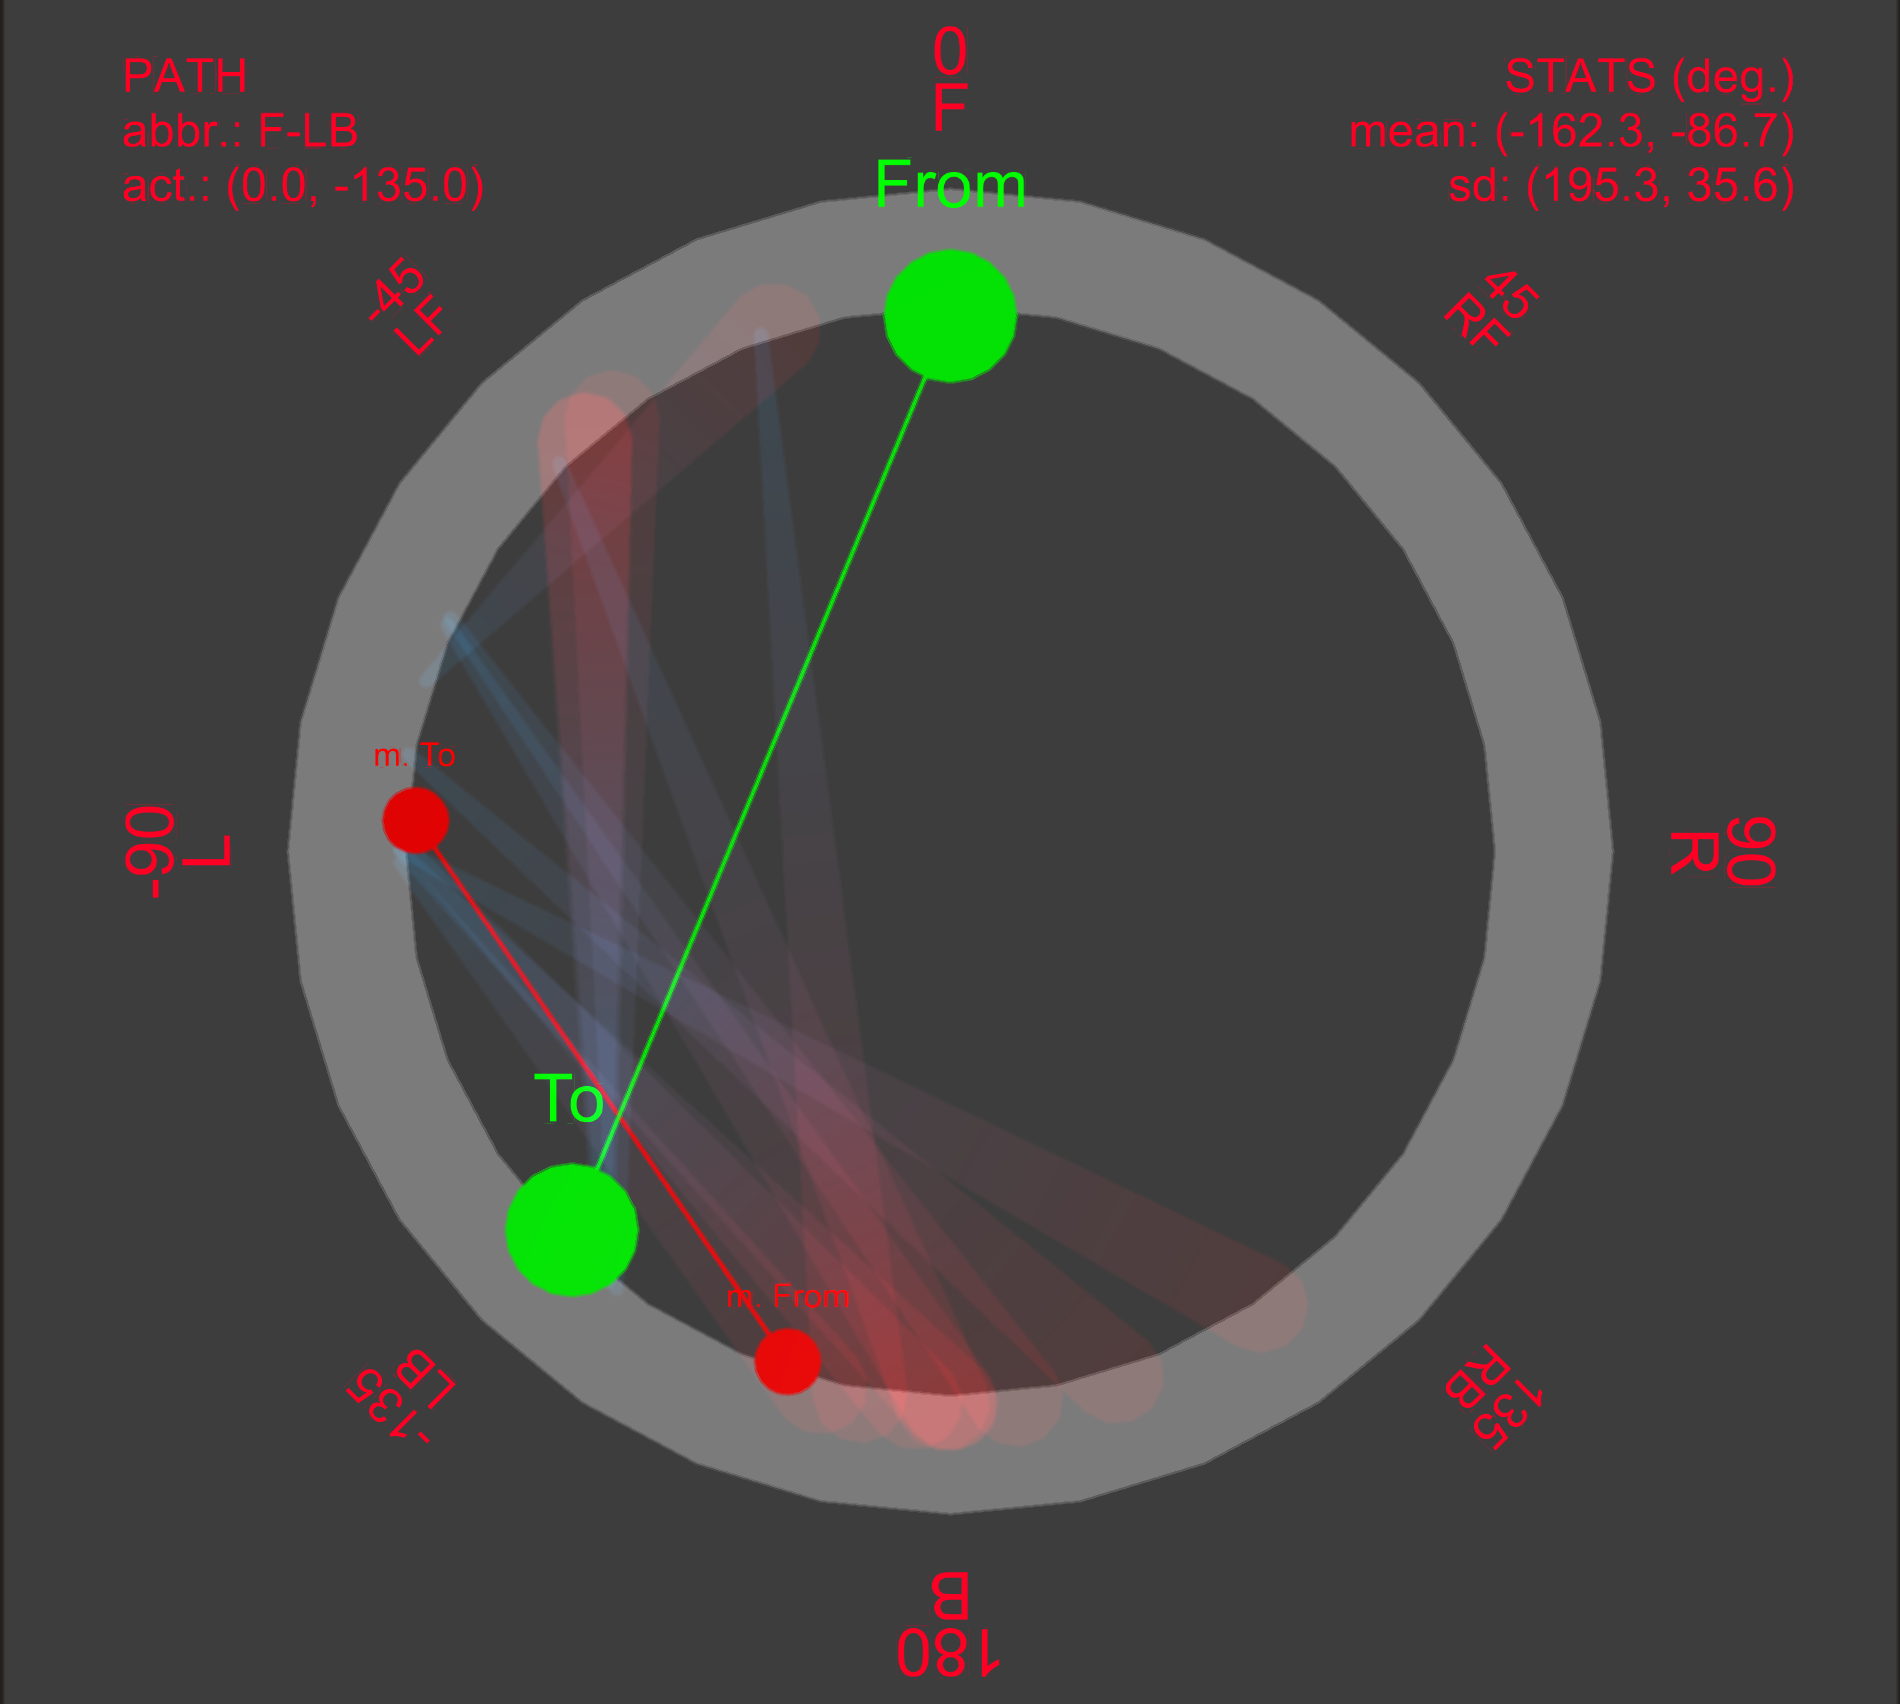 PATH
abbr.: F-LB
act.: (0.0, -135.0)
STATS (deg.)
mean: (-162.3, -86.7)
sd: (195.3, 35.6)
0
F
From
-45
LF
45
RF
m. To
-90
L
90
R
To
m. From
LB
-135
135
RB
B
180